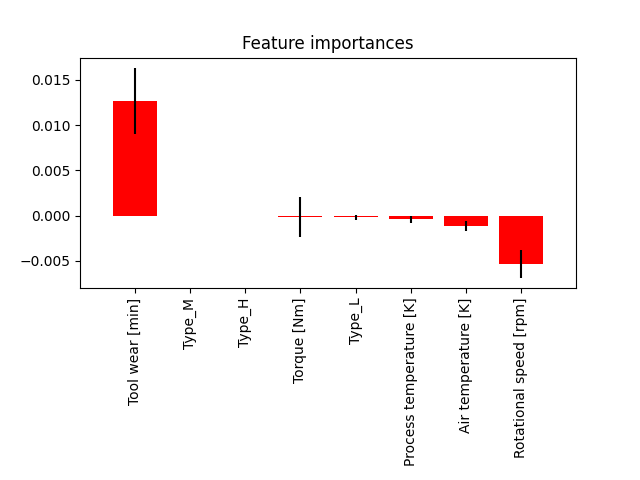 Feature importances
0.015
0.010
0.005
0.000
−0.005
Tool wear [min]
Type_M
Type_H
Torque [Nm]
Type_L
Process temperature [K]
Air temperature [K]
Rotational speed [rpm]